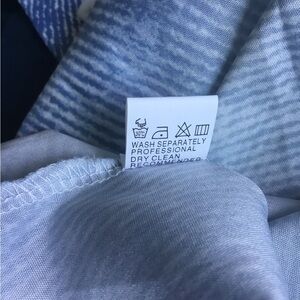 WASH SEPARATELY
PROFESSIONAL
DRY CLEAN
RECOMMENDED